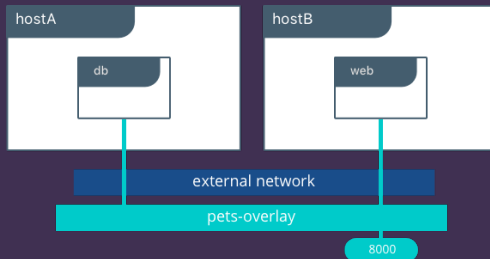 hostA
hostB
db
web
external network
pets-overlay
8000